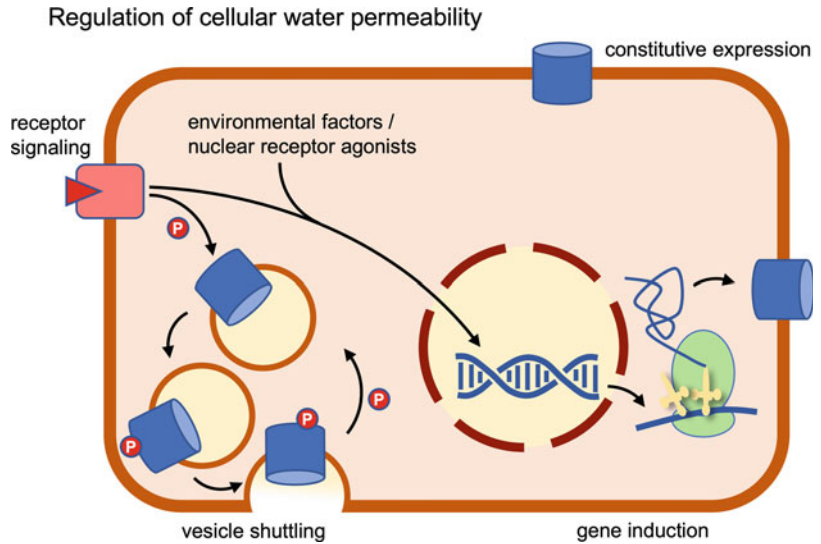 Regulation of cellular water permeability
constitutive expression
receptor
signaling
environmental factors /
nuclear receptor agonists
P
P
P
P
vesicle shuttling
gene induction